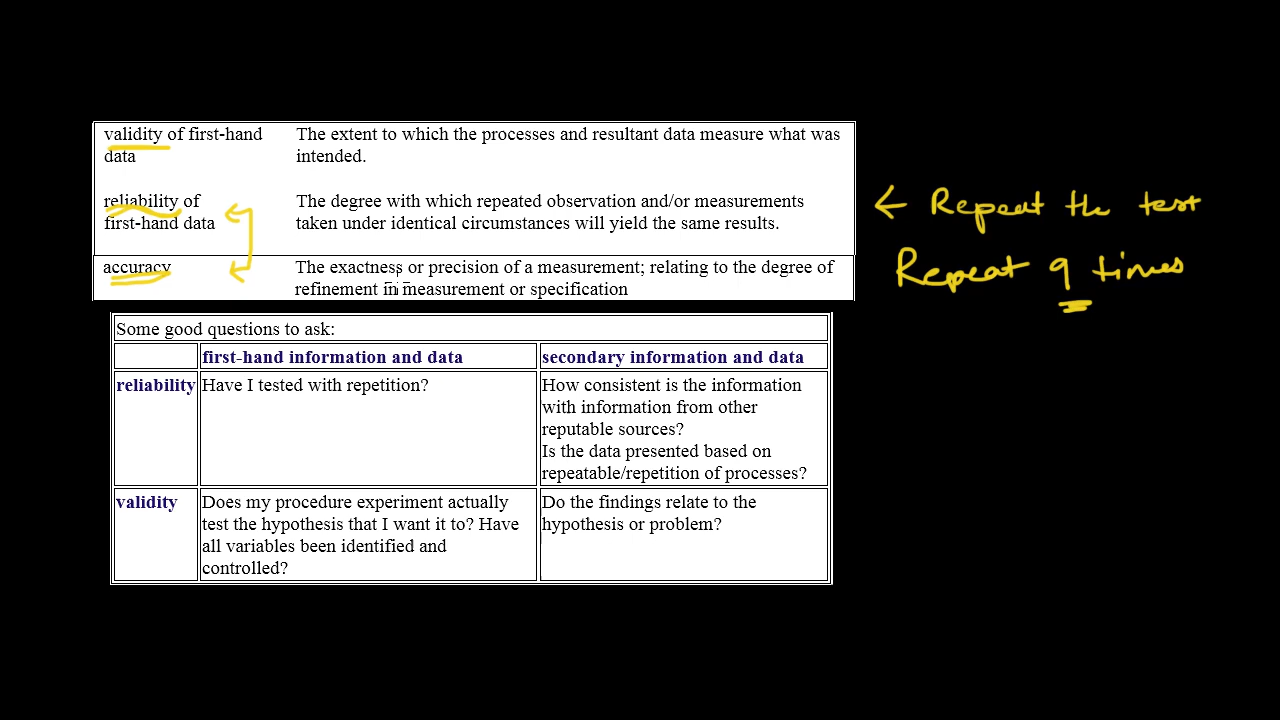 validity of first-hand
data
The extent to which the processes and resultant data measure what was
intended.
reliability of
first-hand data
The degree with which repeated observation and/or measurements
taken under identical circumstances will yield the same results.
← Repeat the test
accuracy
The exactness or precision of a measurement; relating to the degree of
refinement in measurement or specification
Repeat 9 times
Some good questions to ask:
first-hand information and data
secondary information and data
reliability
Have I tested with repetition?
How consistent is the information
with information from other
reputable sources?
Is the data presented based on
repeatable/repetition of processes?
validity
Does my procedure experiment actually
test the hypothesis that I want it to? Have
all variables been identified and
controlled?
Do the findings relate to the
hypothesis or problem?